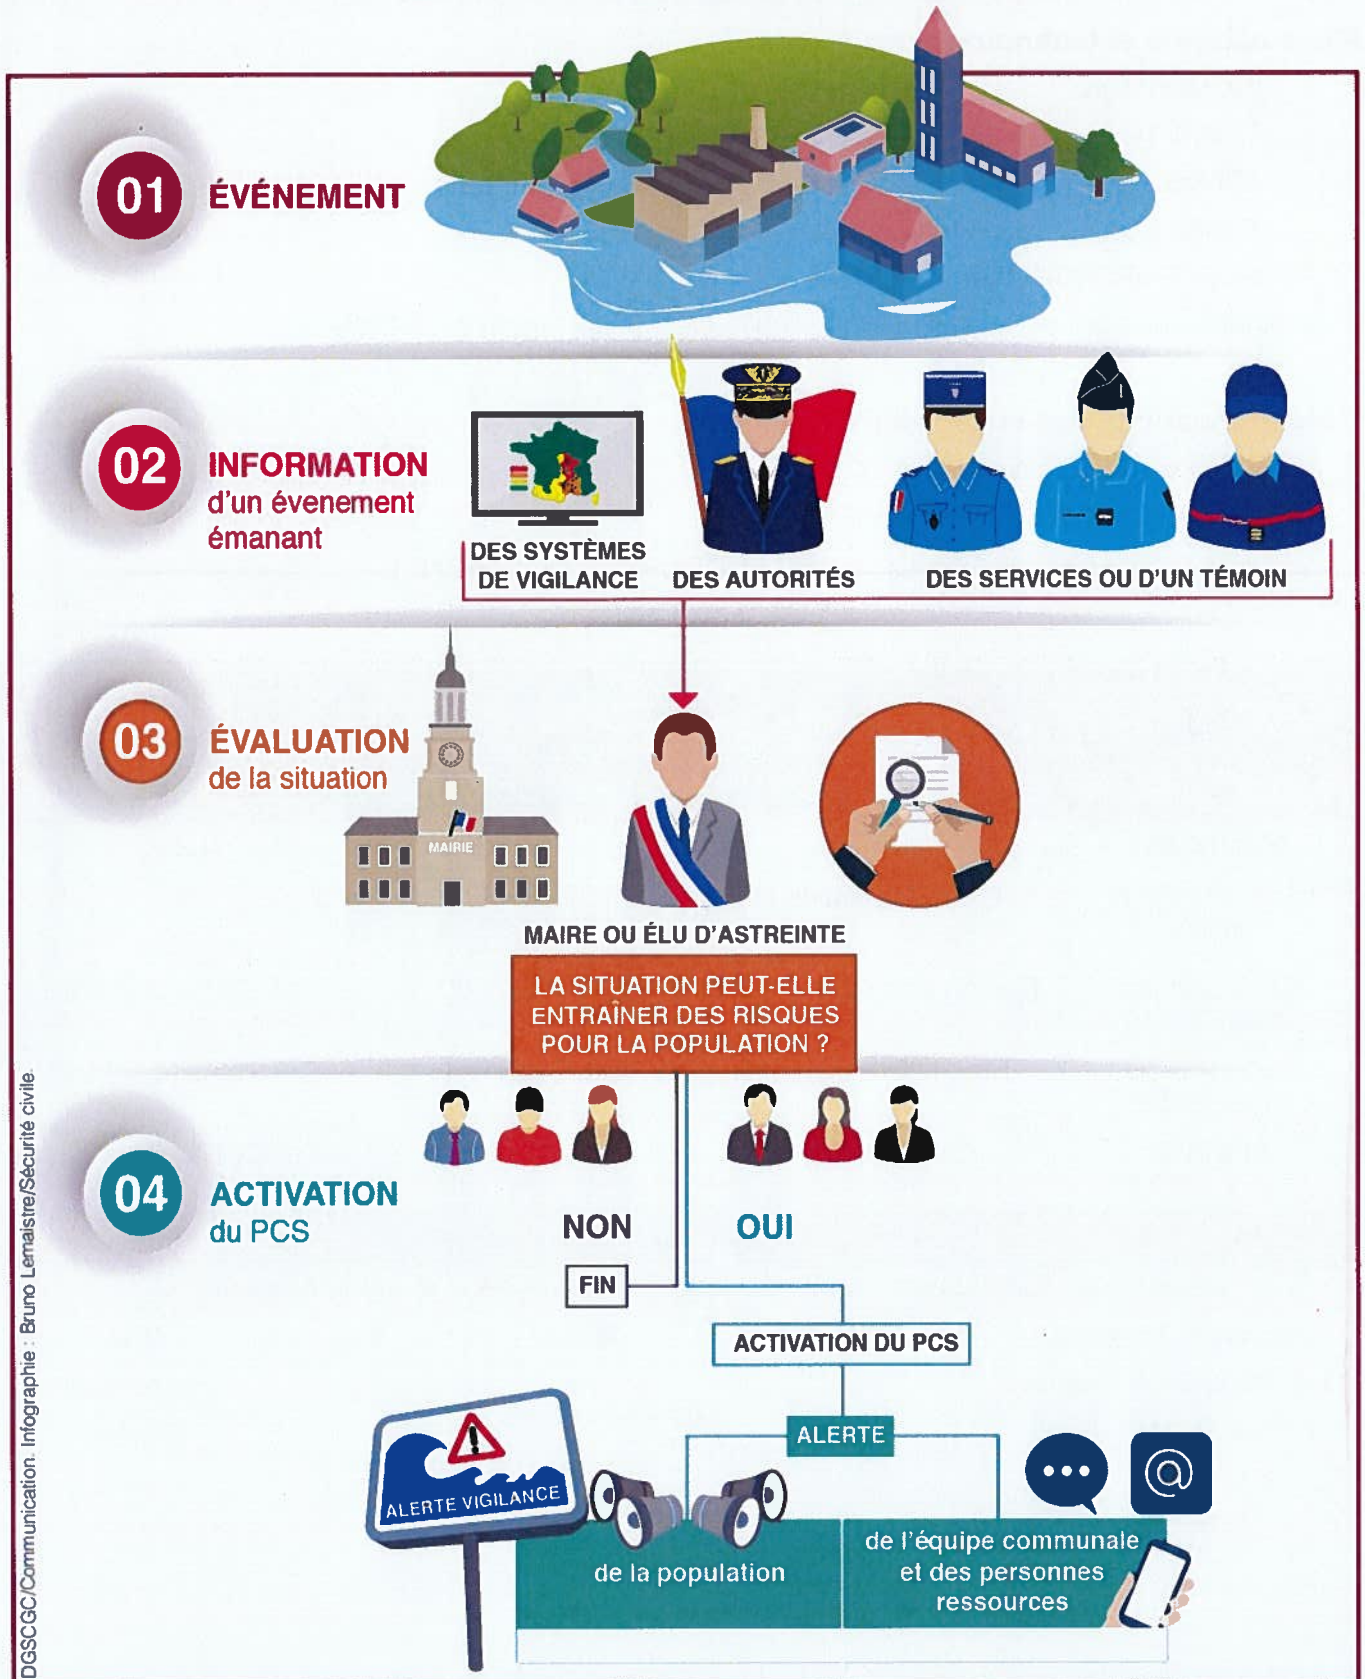 01
ÉVÉNEMENT
02
INFORMATION
d'un évenement
émanant
DES SYSTÈMES
DE VIGILANCE
DES AUTORITÉS
DES SERVICES OU D'UN TÉMOIN
03
ÉVALUATION
de la situation
MAIRIE
MAIRE OU ÉLU D'ASTREINTE
LA SITUATION PEUT-ELLE
ENTRAÎNER DES RISQUES
POUR LA POPULATION ?
04
ACTIVATION
du PCS
NON
OUI
FIN
ACTIVATION DU PCS
ALERTE
ALERTE VIGILANCE
@
de la population
de l'équipe communale
et des personnes
ressources
DGSCGC/Communication. Infographie : Bruno Lemaistre/Sécurité civile.